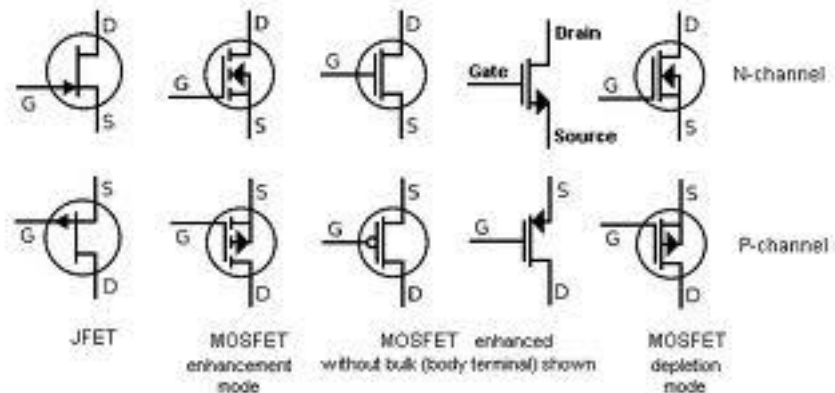 D D D Drain D
G G G Gate G N-channel
S S S Source S
S S S S S
G G G G G P-channel
D D D D D
JFET MOSFET MOSFET enhanced MOSFET
enhancement without bulk (body terminal) shown depletion
mode mode